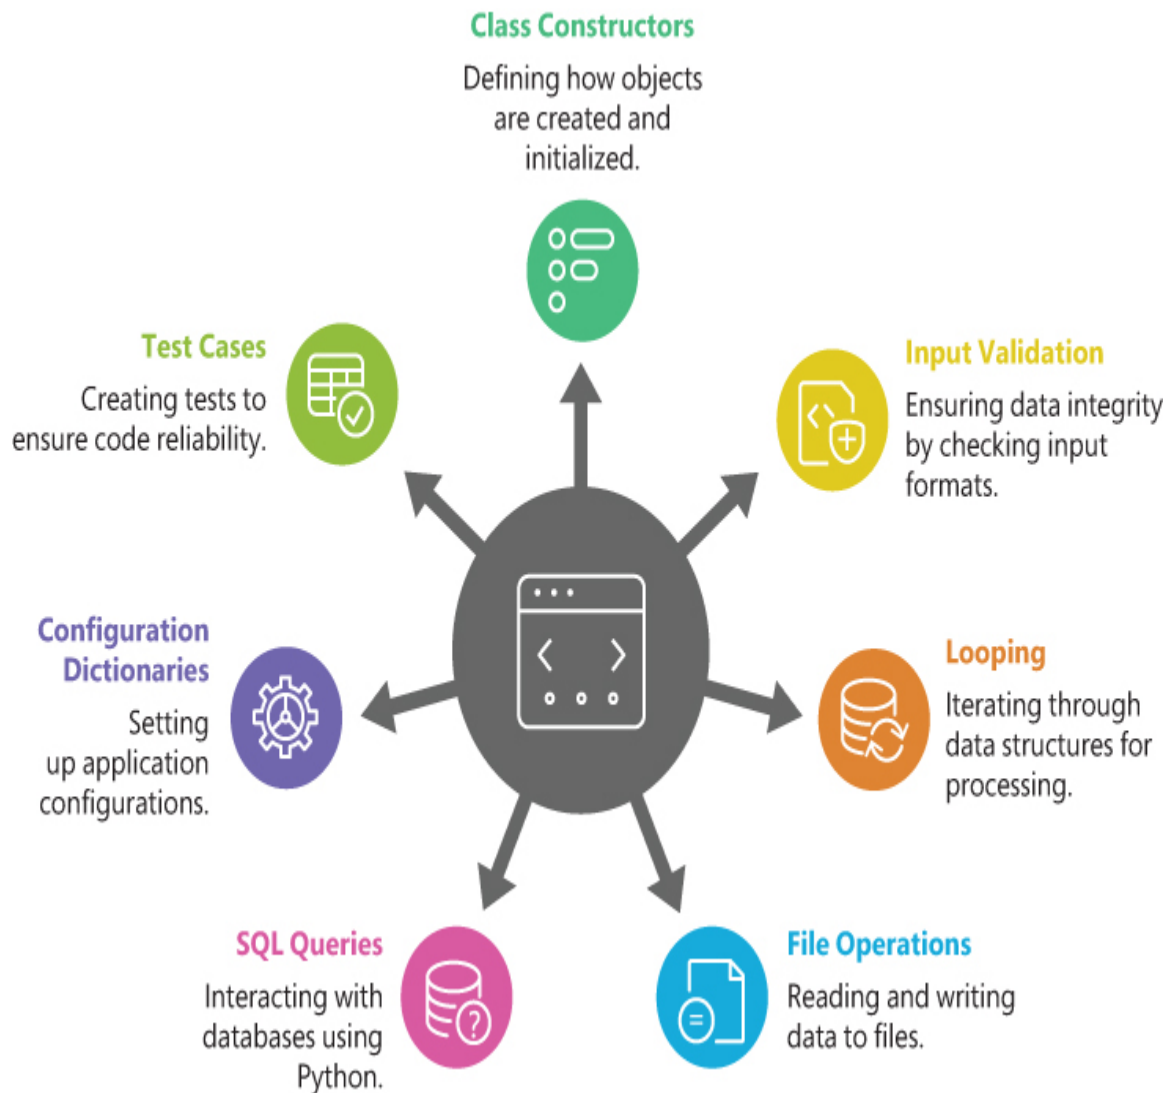 Class Constructors
Defining how objects
are created and
initialized.
Test Cases
Creating tests to
ensure code reliability.
Input Validation
Ensuring data integrity
by checking input
formats.
Configuration
Dictionaries
Setting
up application
configurations.
Looping
Iterating through
data structures for
processing.
SQL Queries
Interacting with
databases using
Python.
File Operations
Reading and writing
data to files.